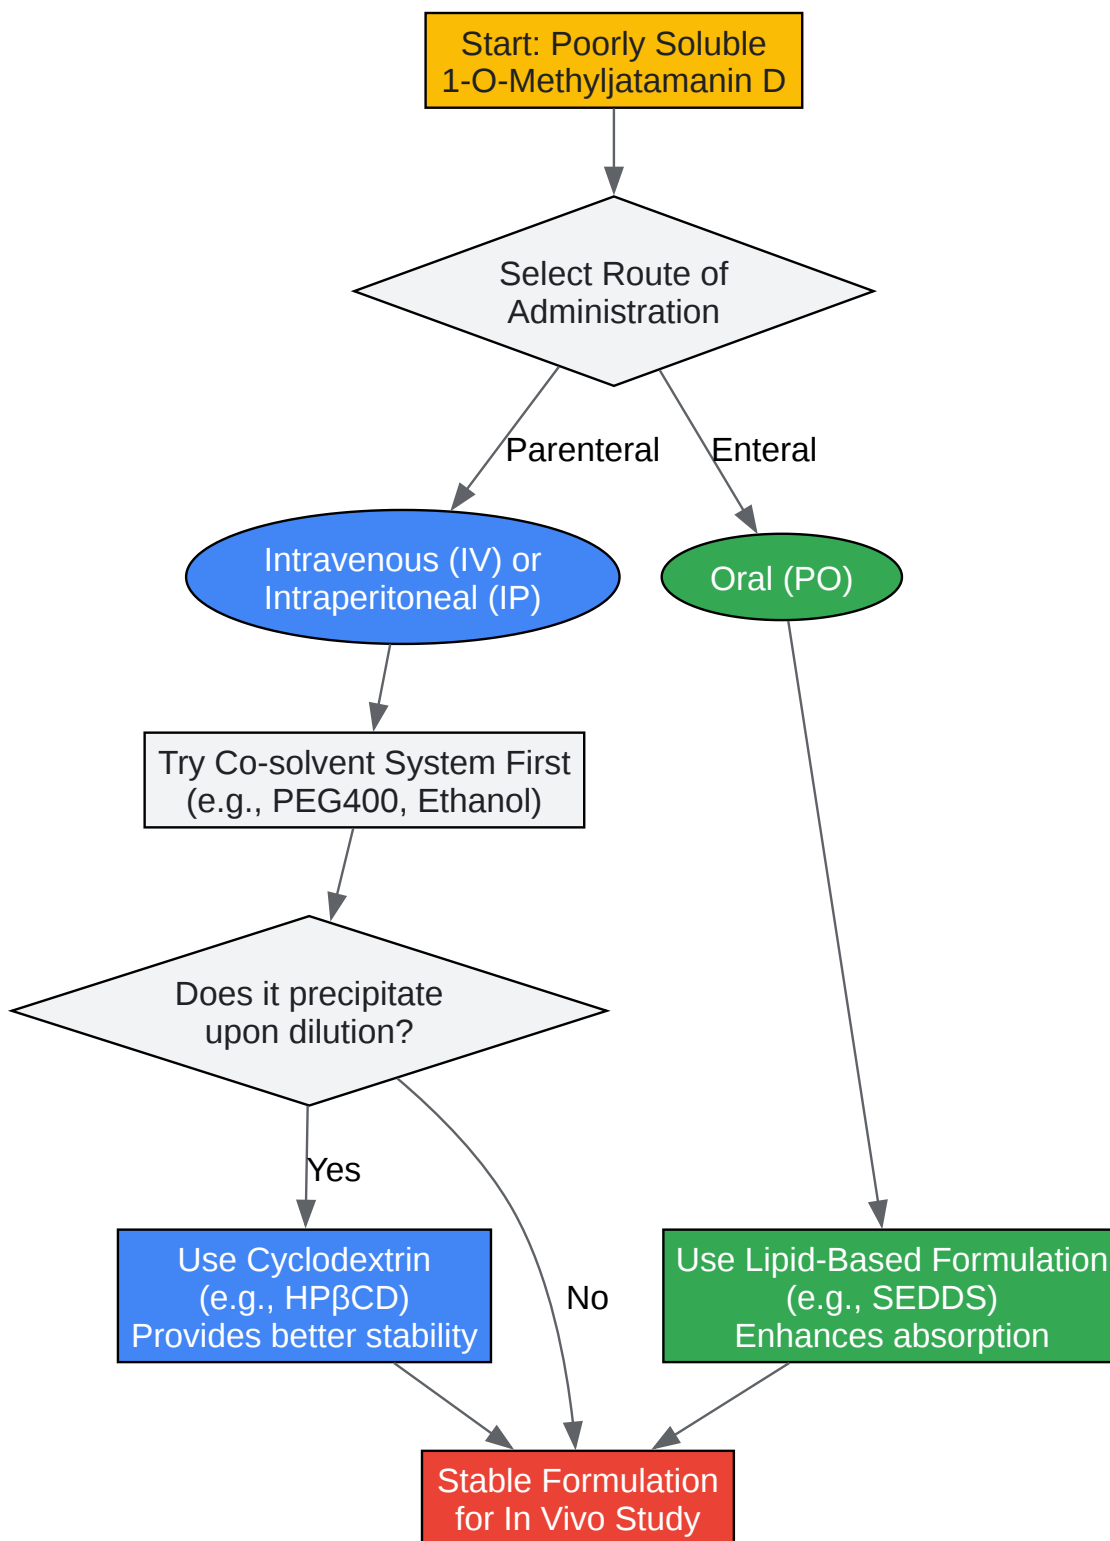 Start: Poorly Soluble
1-O-Methyljatamanin D
Select Route of
Administration
Parenteral
Enteral
Intravenous (IV) or
Intraperitoneal (IP)
Oral (PO)
Try Co-solvent System First
(e.g., PEG400, Ethanol)
Does it precipitate
upon dilution?
Yes
No
Use Cyclodextrin
(e.g., HPβCD)
Provides better stability
Use Lipid-Based Formulation
(e.g., SEDDS)
Enhances absorption
Stable Formulation
for In Vivo Study